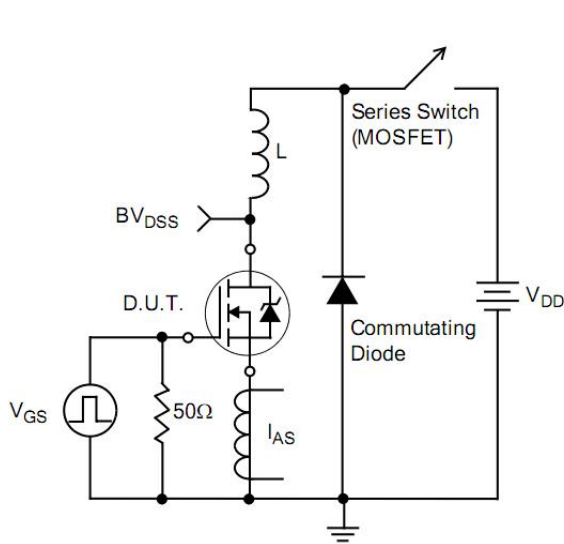 Series Switch
(MOSFET)
L
BVDSS
D.U.T.
VDD
Commutating
Diode
VGS
50Ω
IAS